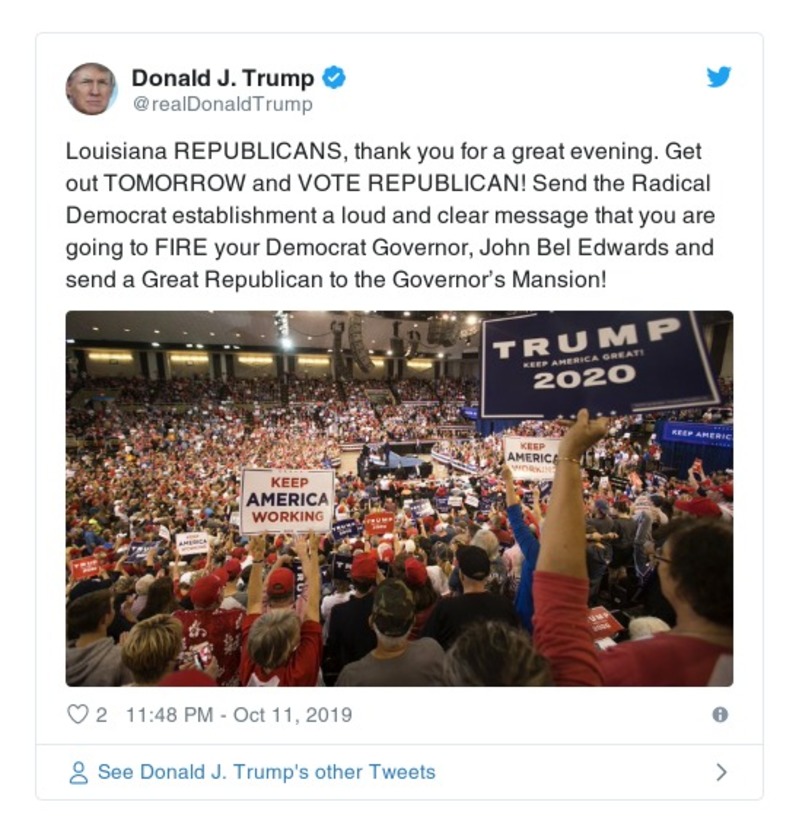 Donald J. Trump
@realDonaldTrump
Louisiana REPUBLICANS, thank you for a great evening. Get
out TOMORROW and VOTE REPUBLICAN! Send the Radical
Democrat establishment a loud and clear message that you are
going to FIRE your Democrat Governor, John Bel Edwards and
send a Great Republican to the Governor’s Mansion!
TRUMP
KEEP AMERICA GREAT!
2020
KEEP AMERIC
KEEP
AMERICA
WORKING
KEEP
AMERICA
WORKING
KEEP
AMERICA
WORKING
2 11:48 PM - Oct 11, 2019
See Donald J. Trump's other Tweets